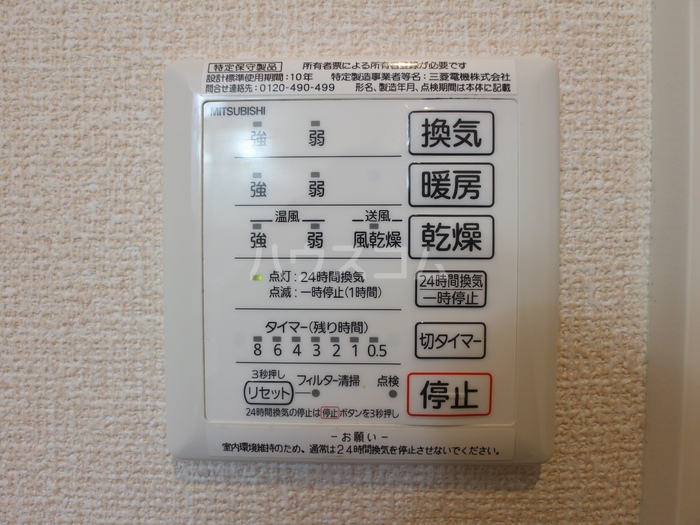 特定保守製品 所有者票による所有者登録が必要です
設計標準使用期間:10年 特定製造事業者等名:三菱電機株式会社
問合せ連絡先:0120-490-499 形名、製造年月、点検期間は本体に記載
MITSUBISHI
強 弱 換気
強 弱 暖房
温風 送風
強 弱 風乾燥 乾燥
点灯:24時間換気
点滅:一時停止(1時間)
24時間換気
一時停止
ハウスコム
タイマー(残り時間)
8 6 4 3 2 1 0.5
切タイマー
3秒押し
リセット フィルター清掃 点検
停止
24時間換気の停止は停止ボタンを3秒押し
-お願い-
室内環境維持のため、通常は24時間換気を停止させないでください。